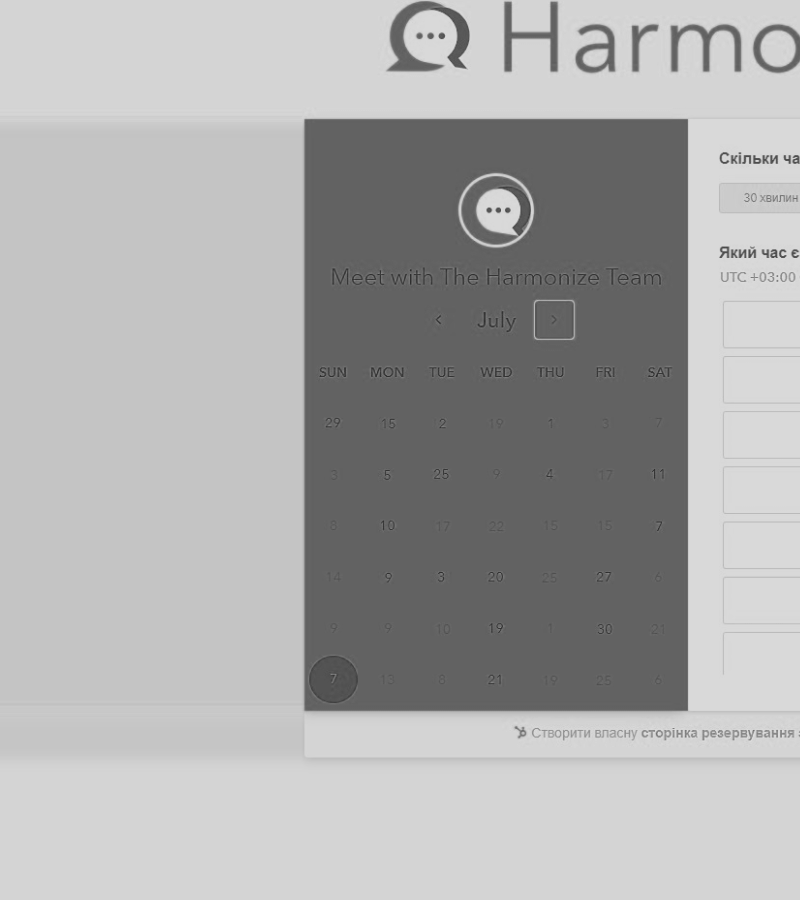 Harmo
Meet with The Harmonize Team
July
SUN MON TUE WED THU FRI SAT
29 15 2 19 1 3 7
3 5 25 9 4 17 11
8 10 17 22 15 15 7
14 9 3 20 25 27 6
9 9 10 19 1 30 21
7 13 8 21 19 25 6
Скільки ча
30 хвилин
Який час є
UTC +03:00
Створити власну сторінка резервування